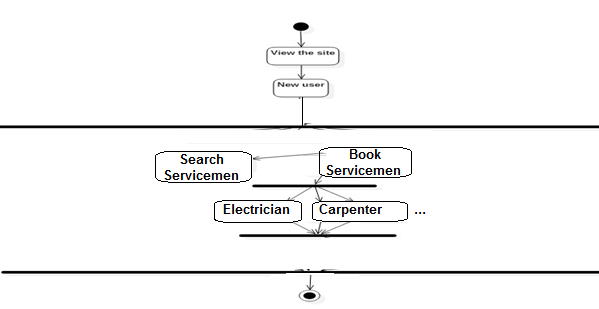 View the site
New user
Search
Servicemen
Book
Servicemen
Electrician
Carpenter
...